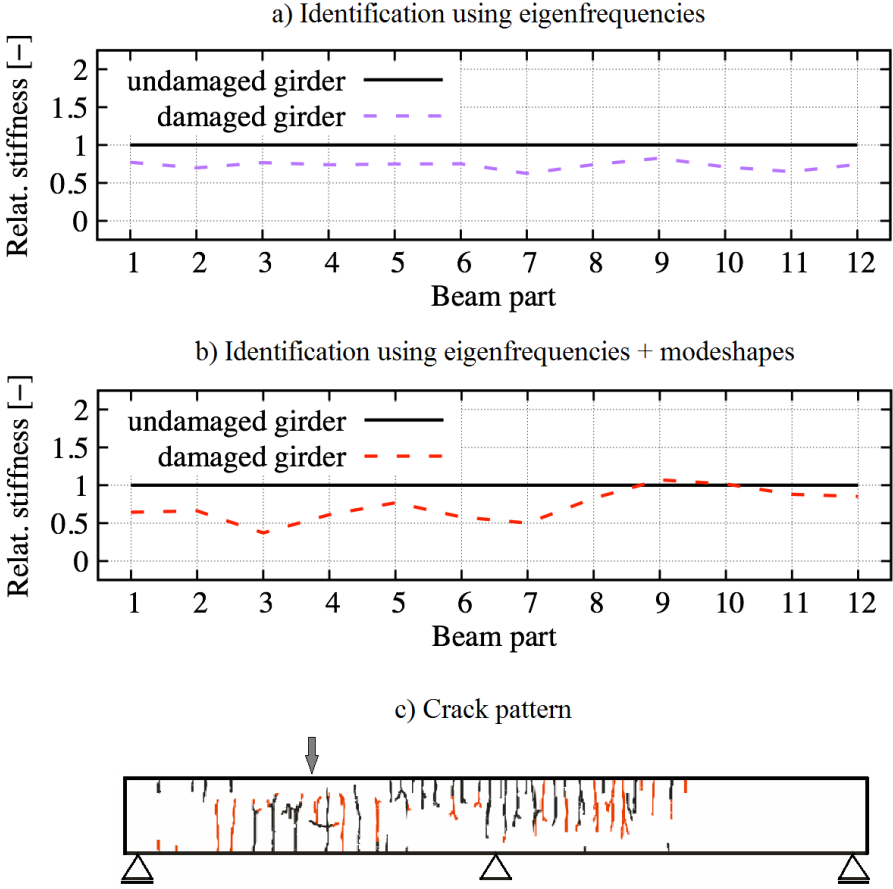 a) Identification using eigenfrequencies
Relat. stiffness [−]
2
1.5
1
0.5
0
undamaged girder
damaged girder
1 2 3 4 5 6 7 8 9 10 11 12
Beam part
b) Identification using eigenfrequencies + modeshapes
Relat. stiffness [−]
2
1.5
1
0.5
0
undamaged girder
damaged girder
1 2 3 4 5 6 7 8 9 10 11 12
Beam part
c) Crack pattern